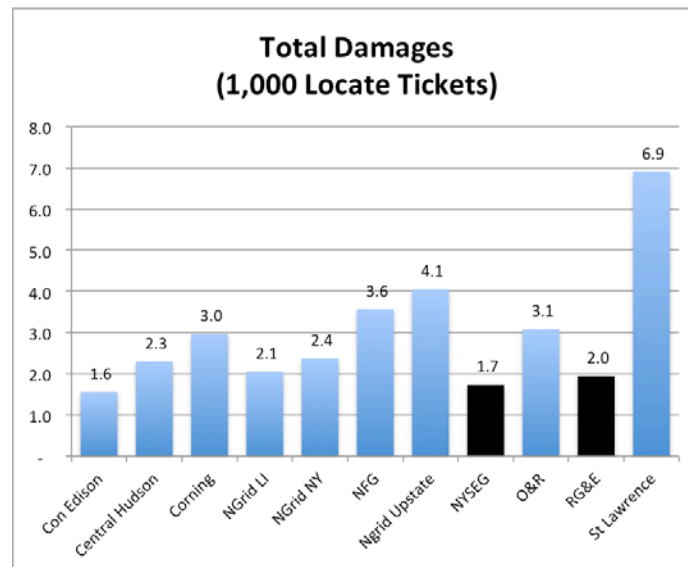 Total Damages
(1,000 Locate Tickets)
8.0
7.0
6.0
5.0
4.0
3.0
2.0
1.0
-
1.6
2.3
3.0
2.1
2.4
3.6
4.1
1.7
3.1
2.0
6.9
Con Edison
Central Hudson
Corning
NGrid LI
NGrid NY
NFG
Ngrid Upstate
NYSEG
O&R
RG&E
St Lawrence